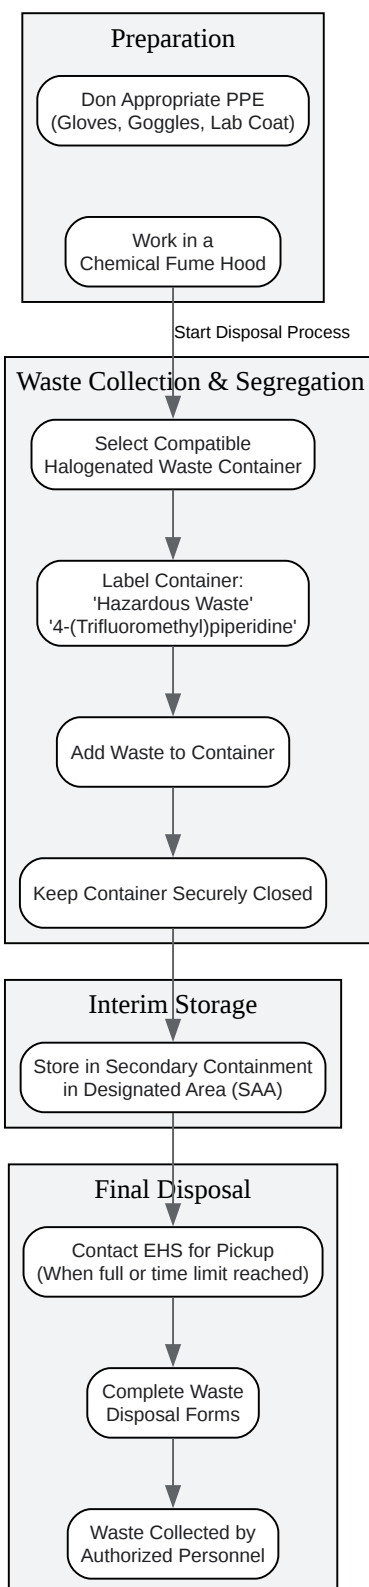 Preparation
Don Appropriate PPE
(Gloves, Goggles, Lab Coat)
Work in a
Chemical Fume Hood
Start Disposal Process
Waste Collection & Segregation
Select Compatible
Halogenated Waste Container
Label Container:
'Hazardous Waste'
'4-(Trifluoromethyl)piperidine'
Add Waste to Container
Keep Container Securely Closed
Interim Storage
Store in Secondary Containment
in Designated Area (SAA)
Final Disposal
Contact EHS for Pickup
(When full or time limit reached)
Complete Waste
Disposal Forms
Waste Collected by
Authorized Personnel